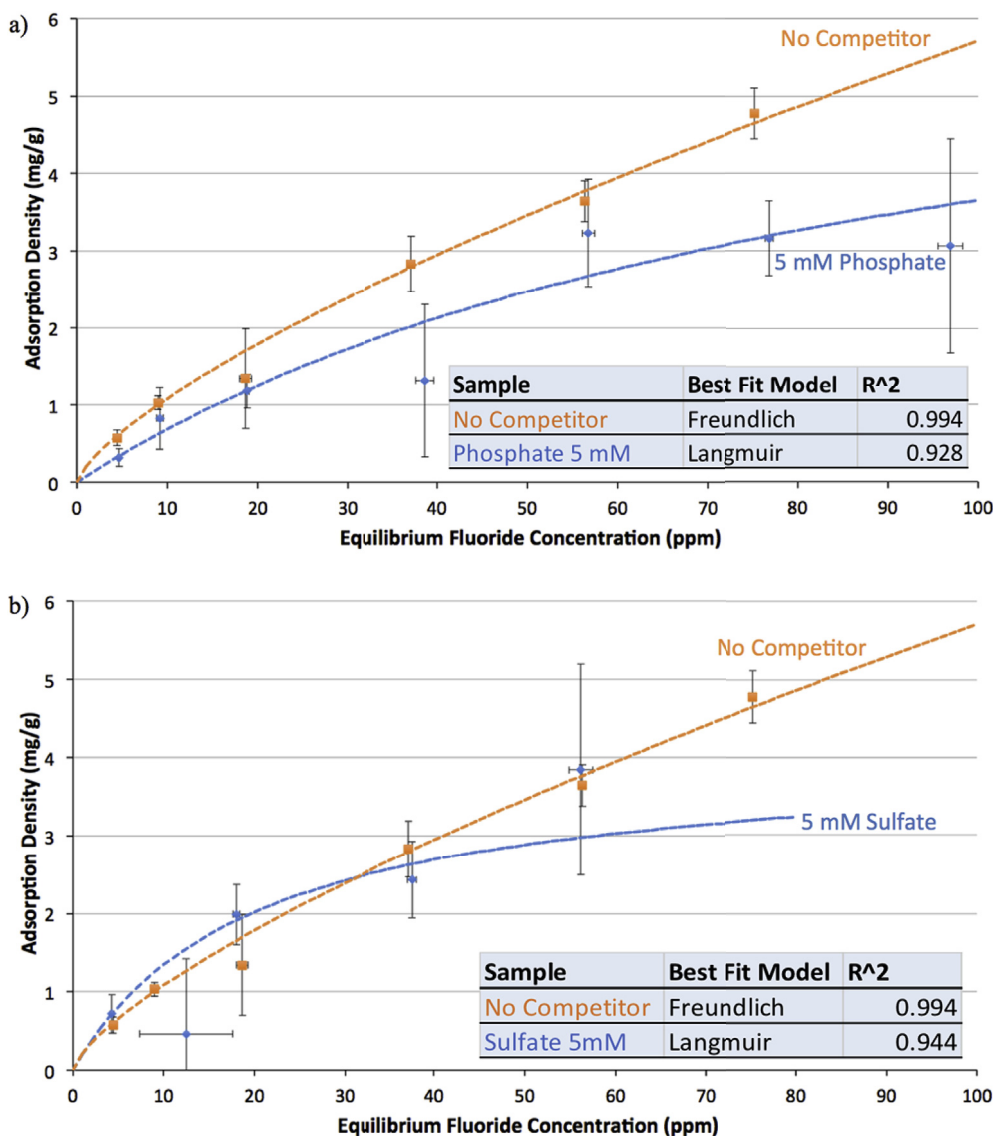 a)
Adsorption Density (mg/g)
6
5
4
3
2
1
0
No Competitor
5 mM Phosphate
Sample Best Fit Model R^2
No Competitor Freundlich 0.994
Phosphate 5 mM Langmuir 0.928
0 10 20 30 40 50 60 70 80 90 100
Equilibrium Fluoride Concentration (ppm)
b)
Adsorption Density (mg/g)
6
5
4
3
2
1
0
No Competitor
5 mM Sulfate
Sample Best Fit Model R^2
No Competitor Freundlich 0.994
Sulfate 5mM Langmuir 0.944
0 10 20 30 40 50 60 70 80 90 100
Equilibrium Fluoride Concentration (ppm)